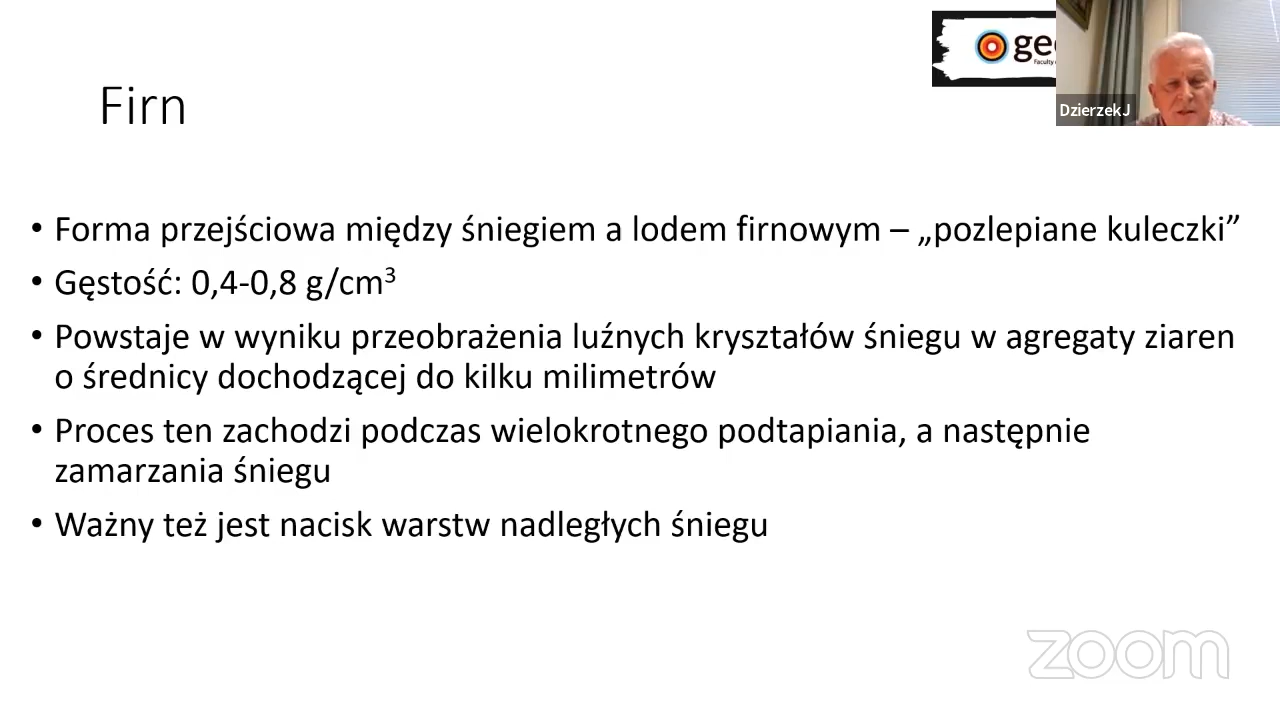 Firn
DzierzekJ
• Forma przejściowa między śniegiem a lodem firnowym – „pozlepiane kuleczki”
• Gęstość: 0,4-0,8 g/cm³
• Powstaje w wyniku przeobrażenia luźnych kryształów śniegu w agregaty ziaren
o średnicy dochodzącej do kilku milimetrów
• Proces ten zachodzi podczas wielokrotnego podtapiania, a następnie
zamarzania śniegu
• Ważny też jest nacisk warstw nadległych śniegu
zoom